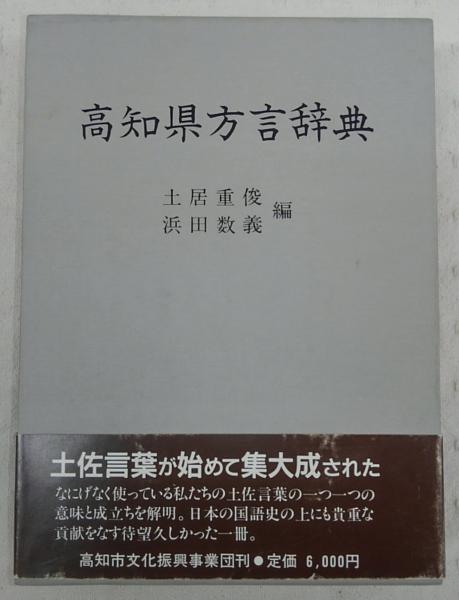 高知県方言辞典
土居重俊
浜田数義
編
土佐言葉が始めて集大成された
なにげなく使っている私たちの土佐言葉の一つ一つの
意味と成立ちを解明。日本の国語史の上にも貴重な
貢献をなす待望久しかった一冊。
高知市文化振興事業団刊●定価 6,000円